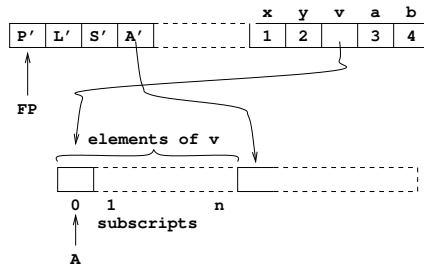 x y v a b
P′ L′ S′ A′ 1 2 3 4
FP
elements of v
0 1 n
subscripts
A